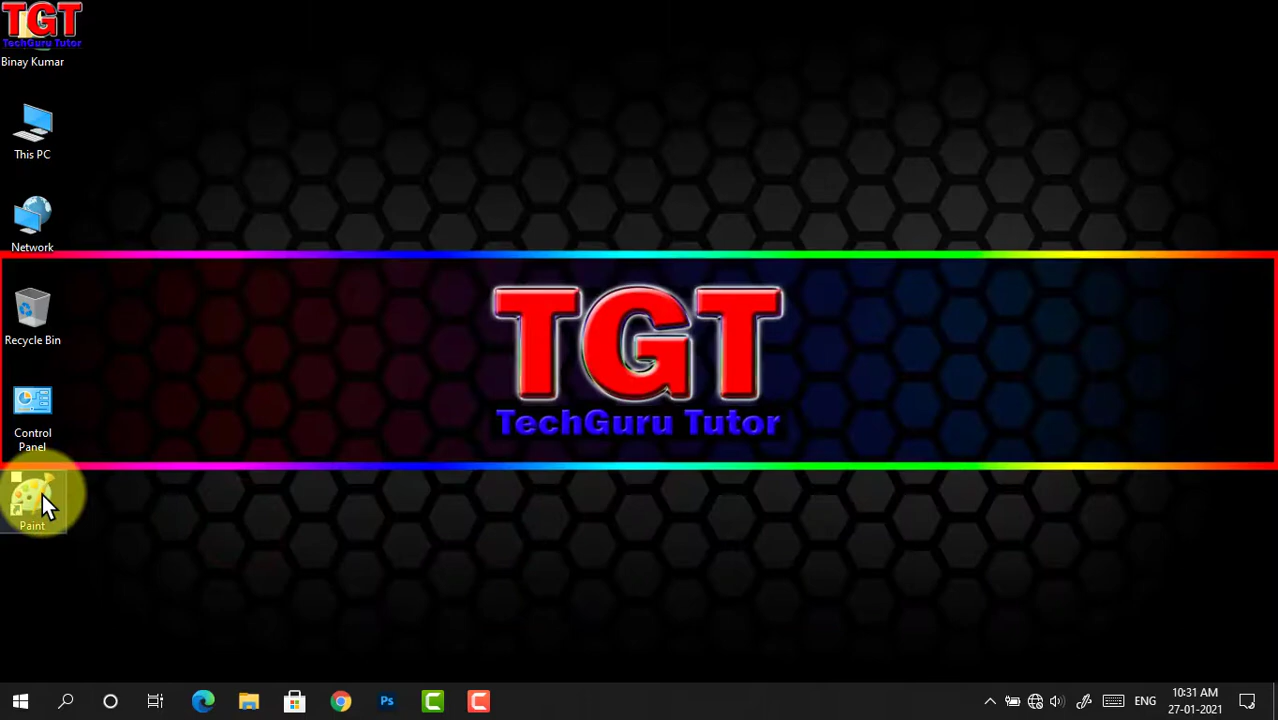 TGT
TechGuru Tutor
Binay Kumar
This PC
Network
Recycle Bin
Control
Panel
Paint
TGT
TechGuru Tutor
Ps
ENG
10:31 AM
27-01-2021